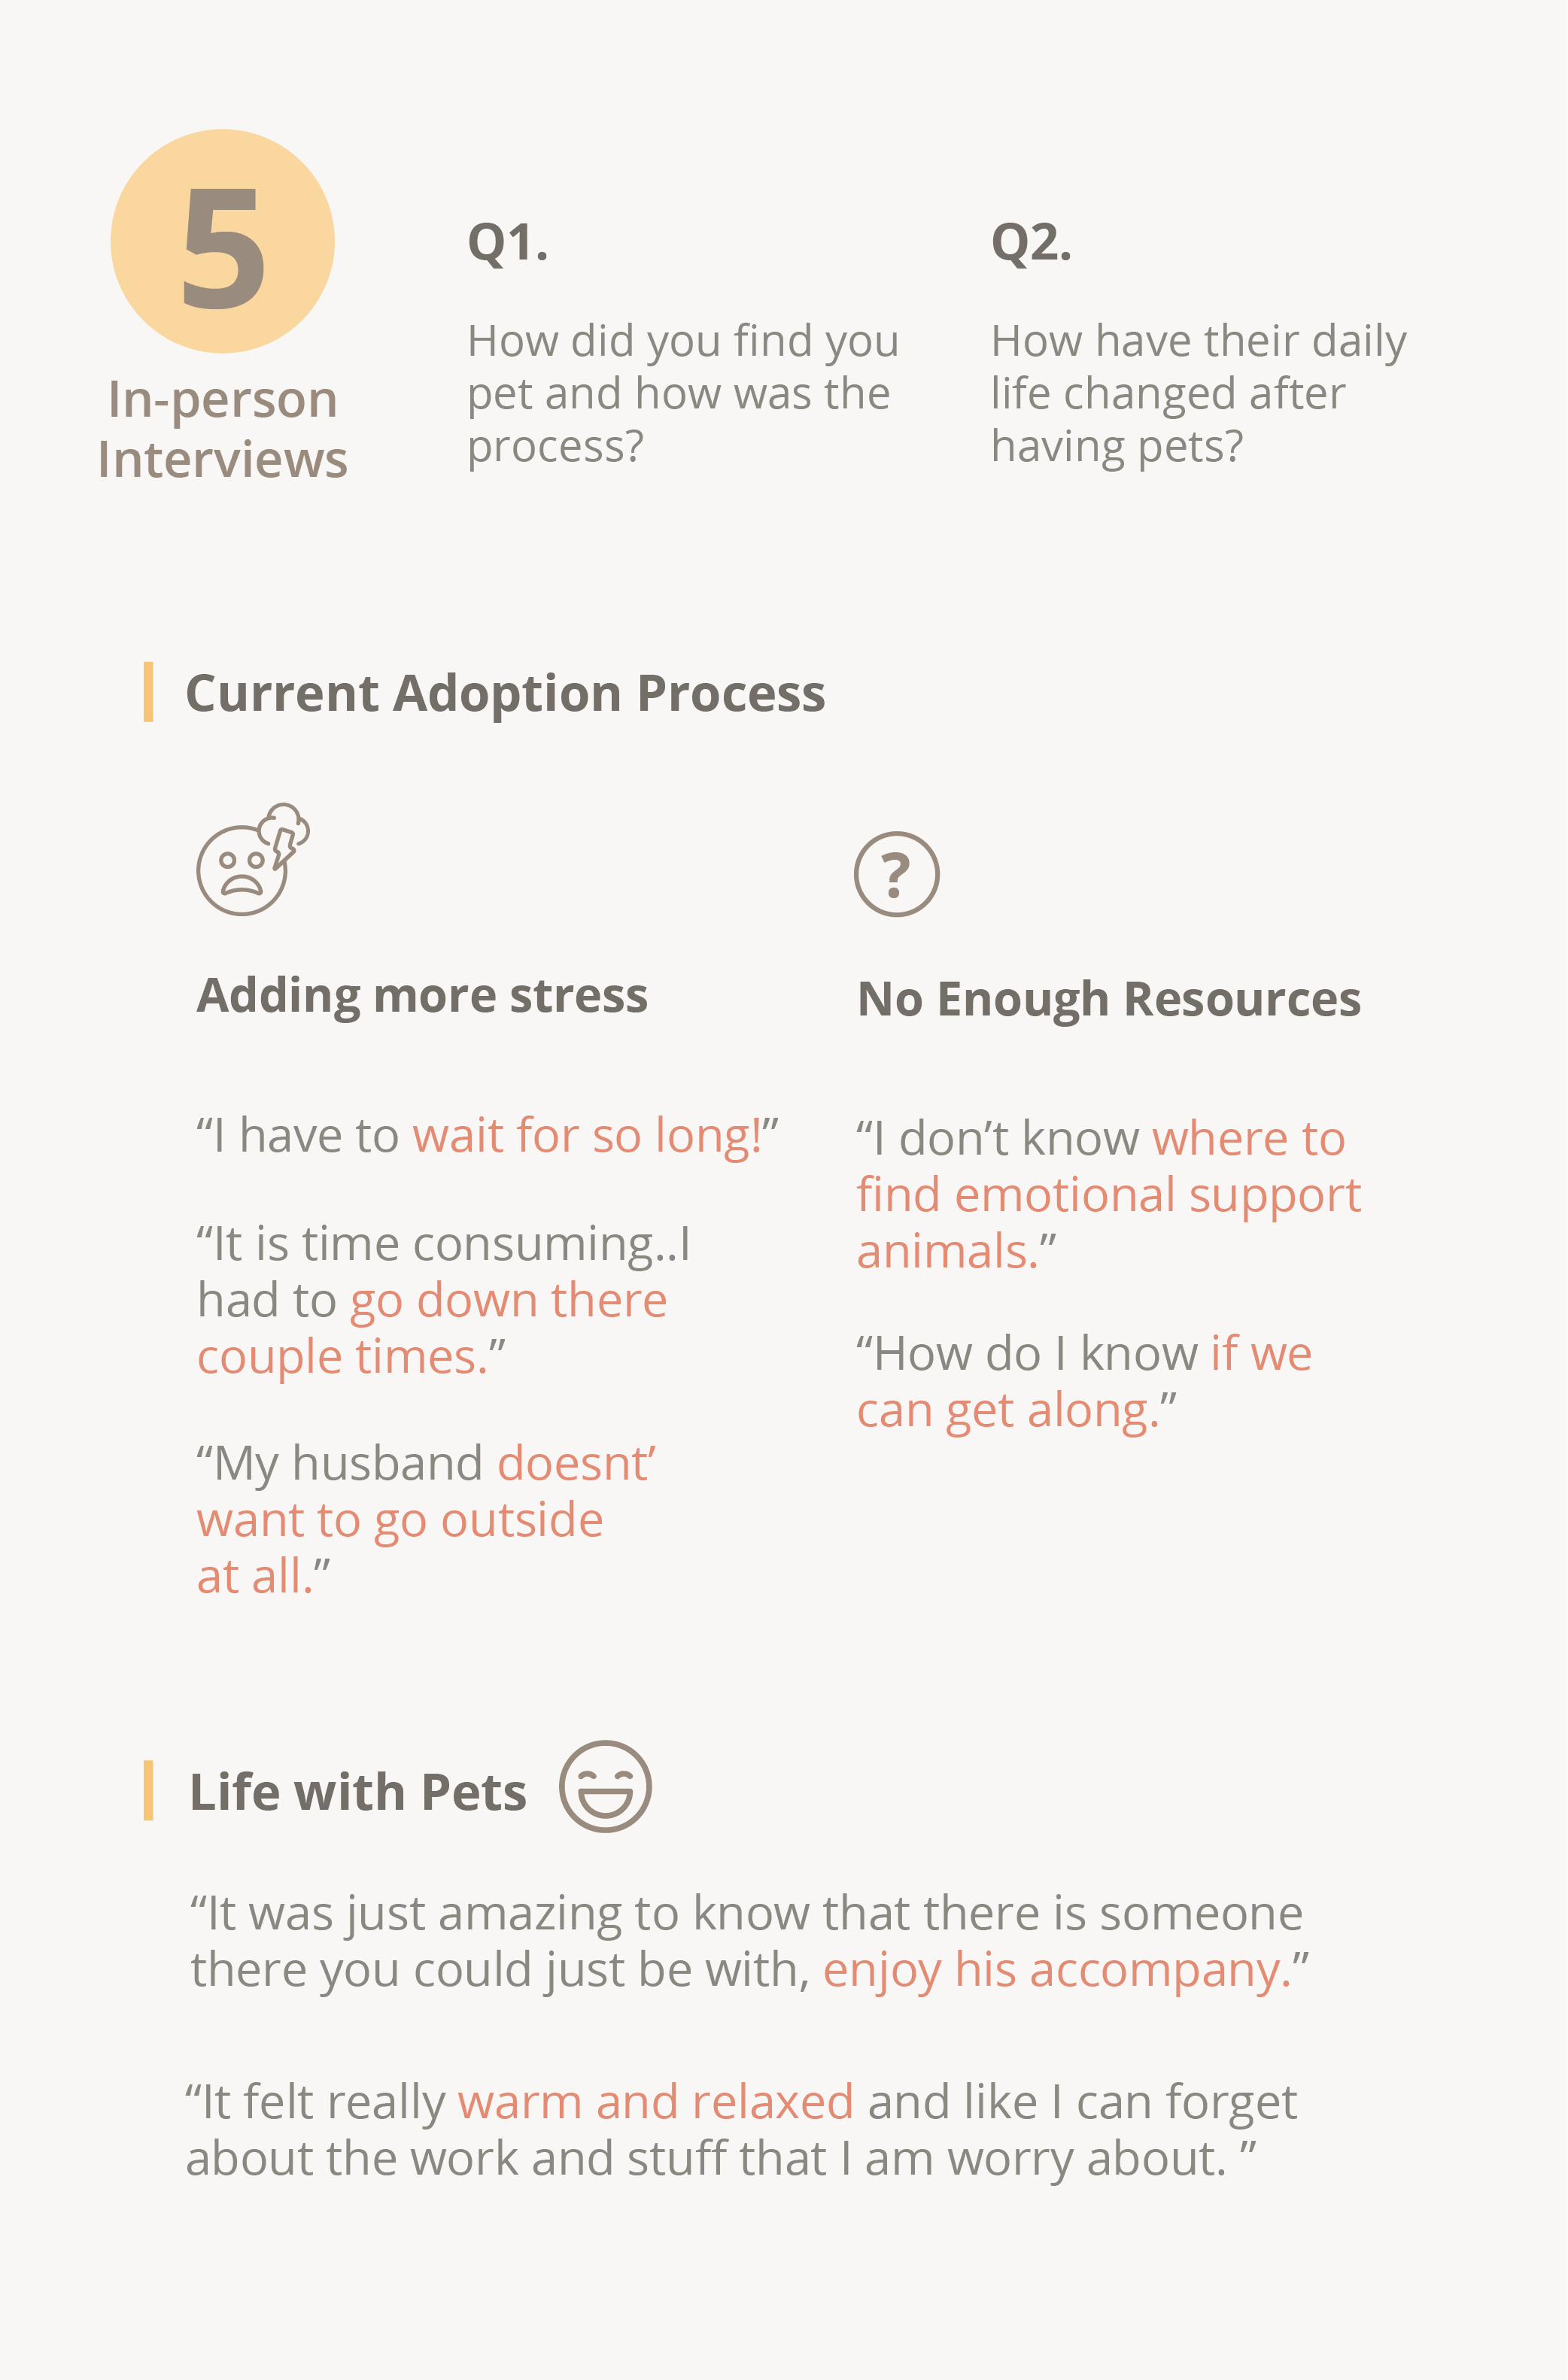 5
In-person
Interviews
Q1.
How did you find you
pet and how was the
process?
Q2.
How have their daily
life changed after
having pets?
Current Adoption Process
?
Adding more stress
“I have to wait for so long!”
“It is time consuming..I
had to go down there
couple times.”
“My husband doesnt’
want to go outside
at all.”
No Enough Resources
“I don’t know where to
find emotional support
animals.”
“How do I know if we
can get along.”
Life with Pets
“It was just amazing to know that there is someone
there you could just be with, enjoy his accompany.”
“It felt really warm and relaxed and like I can forget
about the work and stuff that I am worry about. ”